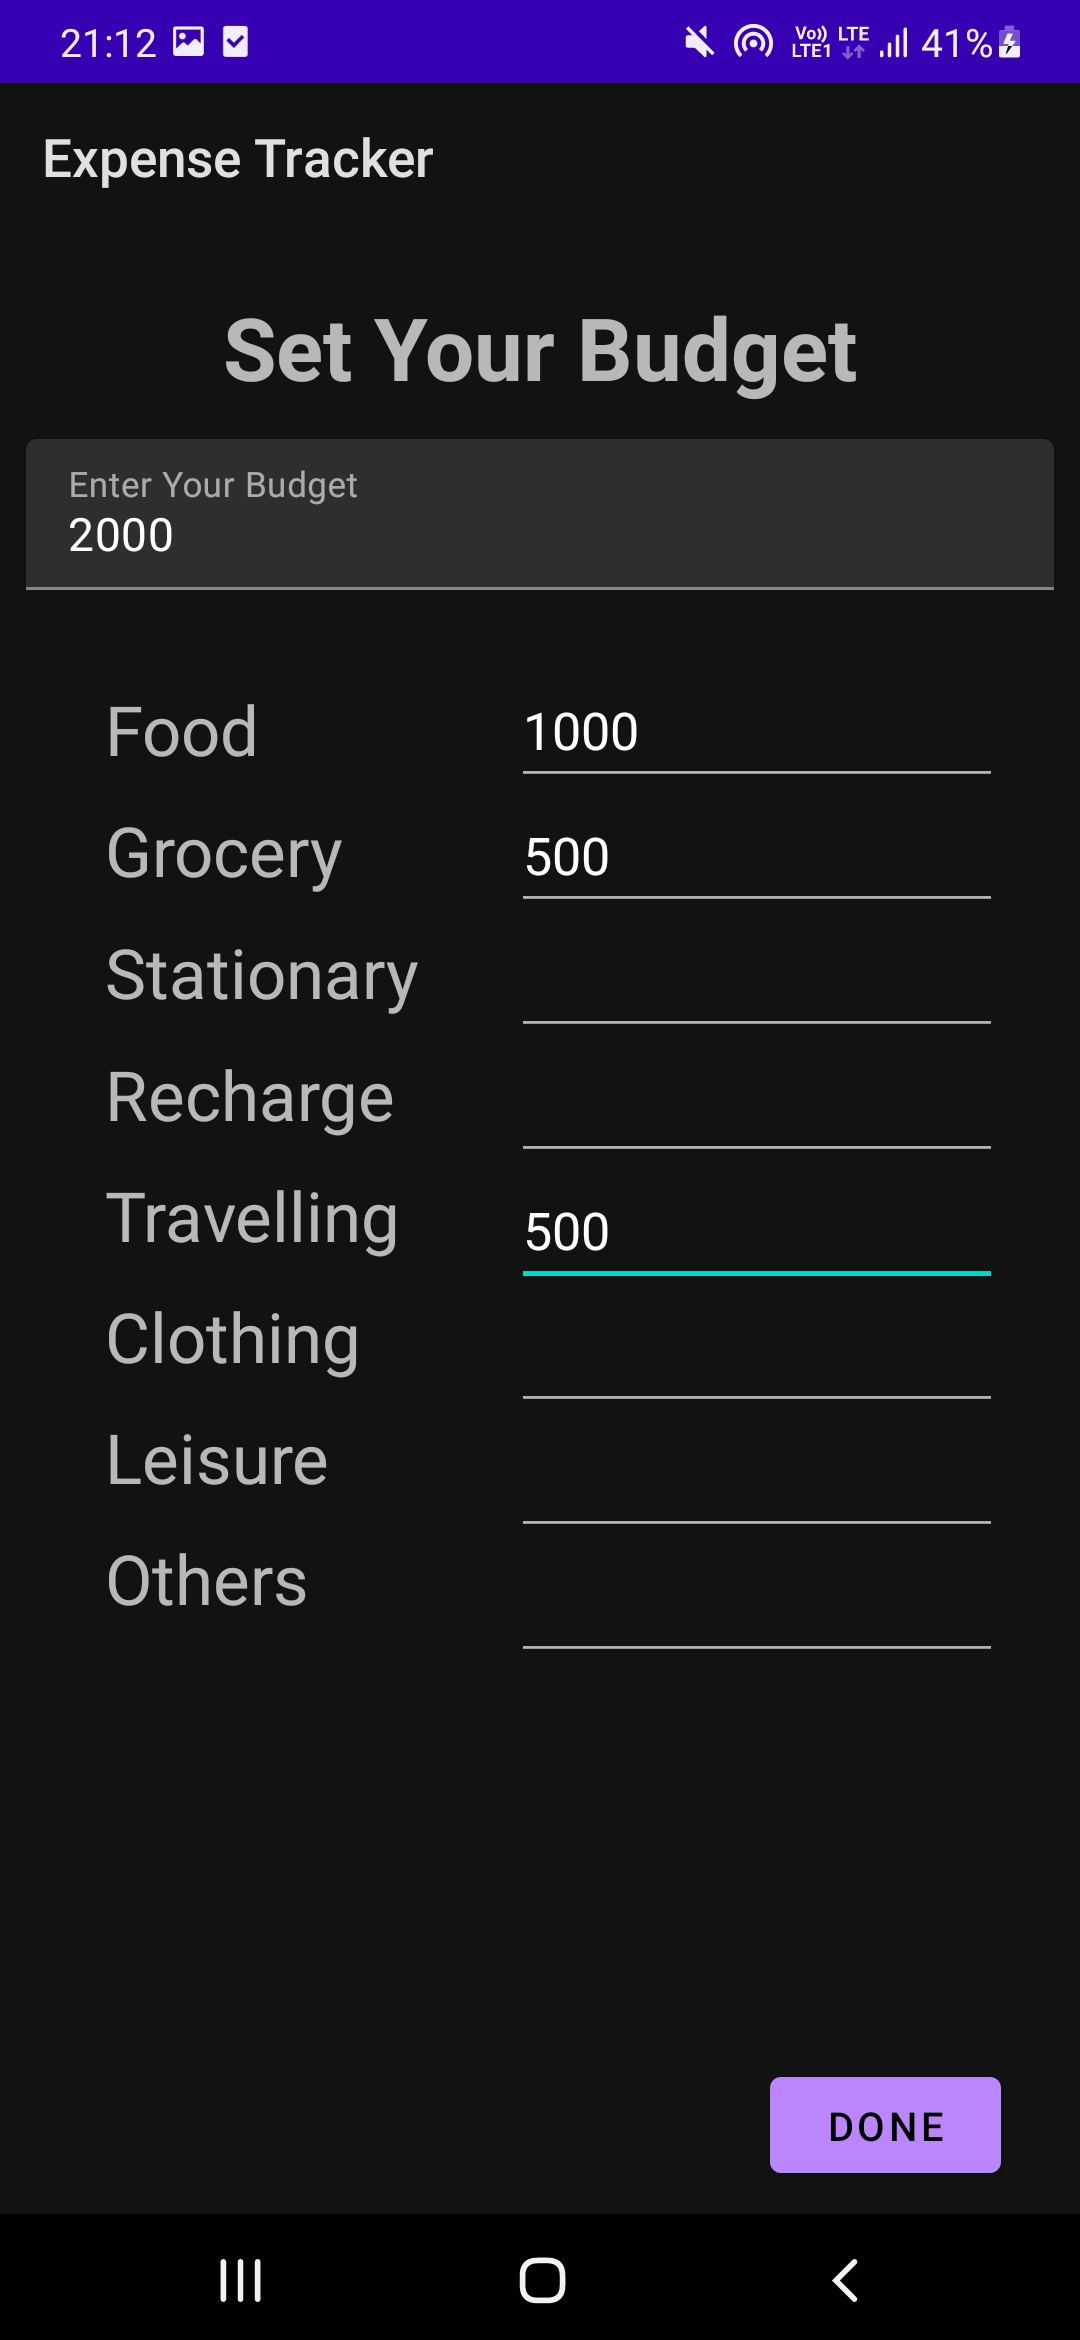 21:12
Vo)) LTE
LTE1
41%
Expense Tracker
Set Your Budget
Enter Your Budget
2000
Food 1000
Grocery 500
Stationary
Recharge
Travelling 500
Clothing
Leisure
Others
DONE